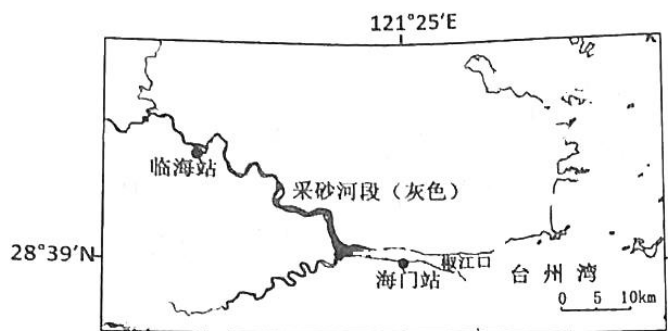 121°25′E
临海站
采砂河段（灰色）
28°39′N
椒江口
海门站
台州湾
0 5 10km